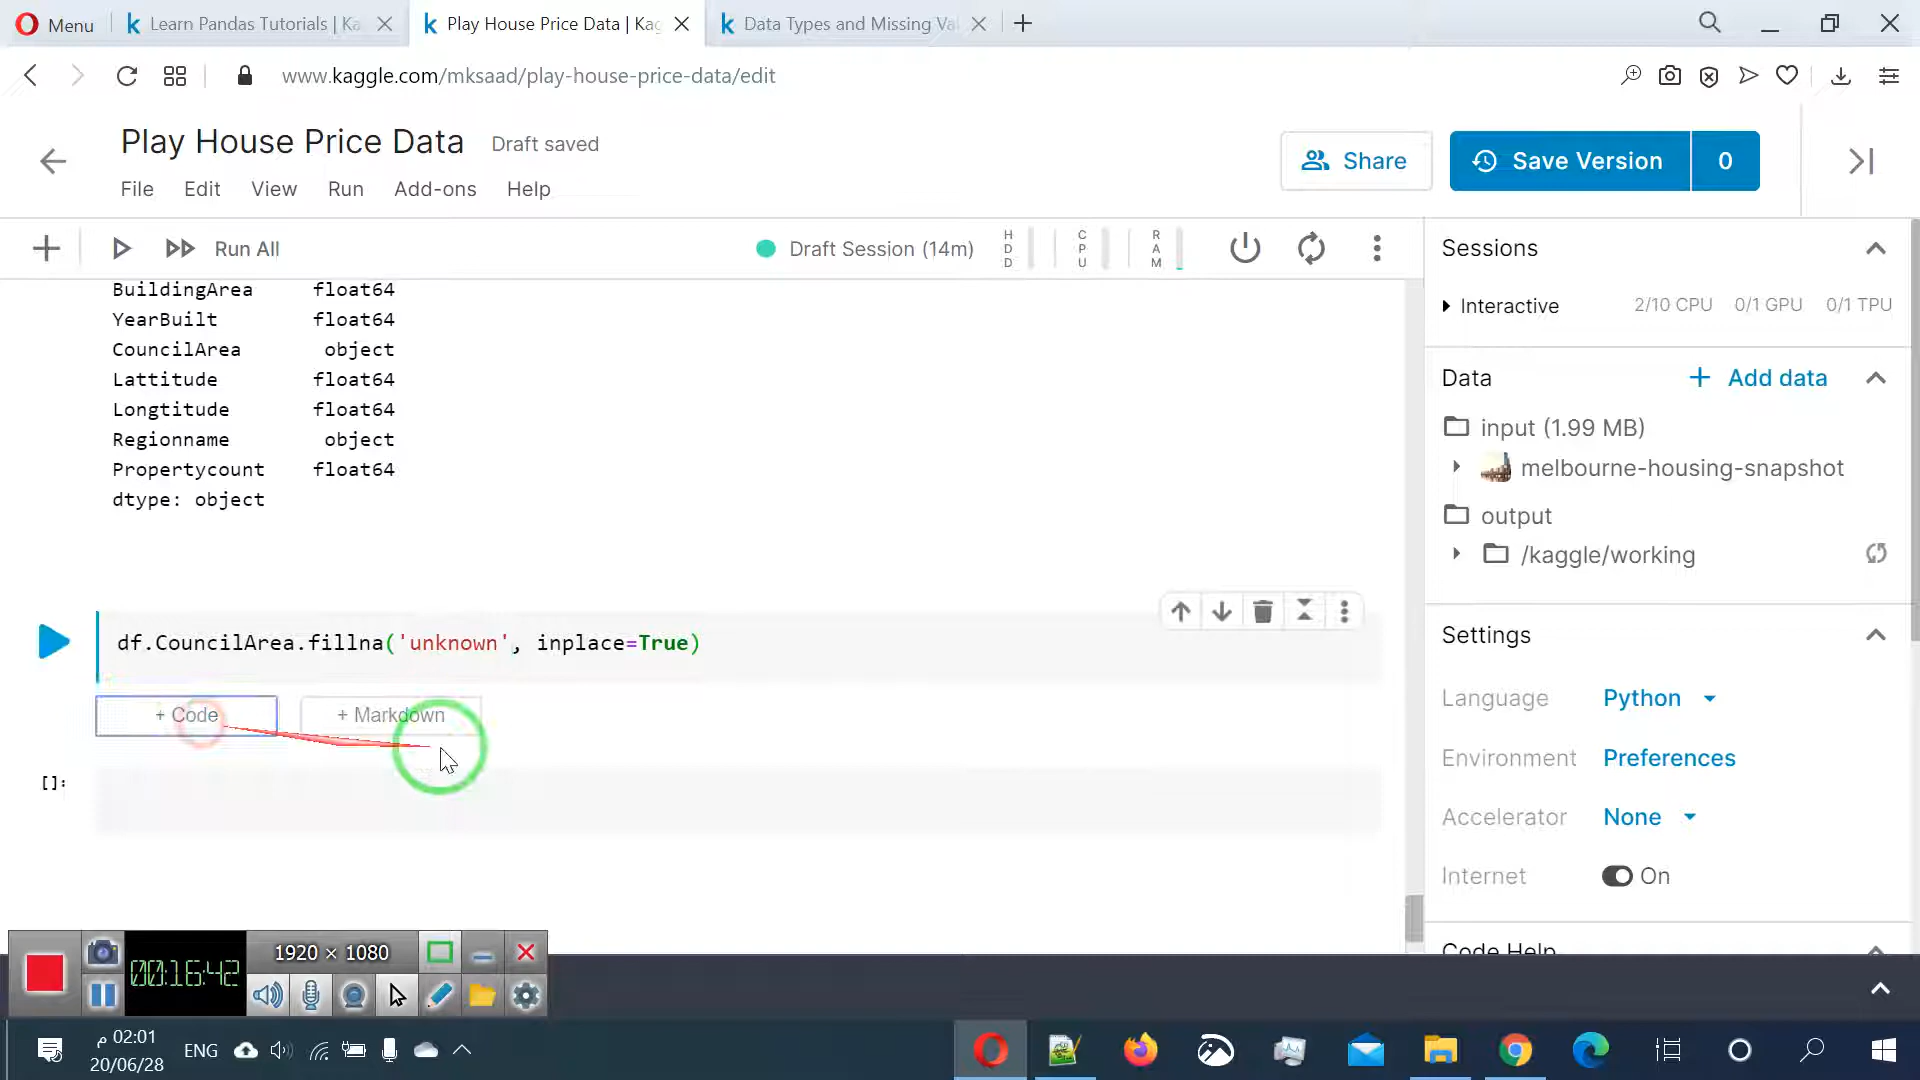 Menu
Learn Pandas Tutorials | Ka
Play House Price Data | Kag
Data Types and Missing Va
www.kaggle.com/mksaad/play-house-price-data/edit
Play House Price Data
Draft saved
File Edit View Run Add-ons Help
Share
Save Version
0
Run All
Draft Session (14m)
HDD
CPU
RAM
BuildingArea float64
YearBuilt float64
CouncilArea object
Lattitude float64
Longtitude float64
Regionname object
Propertycount float64
dtype: object
df.CouncilArea.fillna('unknown', inplace=True)
+ Code
+ Markdown
[]:
Sessions
Interactive
2/10 CPU 0/1 GPU 0/1 TPU
Data
+ Add data
input (1.99 MB)
melbourne-housing-snapshot
output
/kaggle/working
Settings
Language Python
Environment Preferences
Accelerator None
Internet On
Code Help
1920 × 1080
00:16:42
02:01 م
20/06/28
ENG